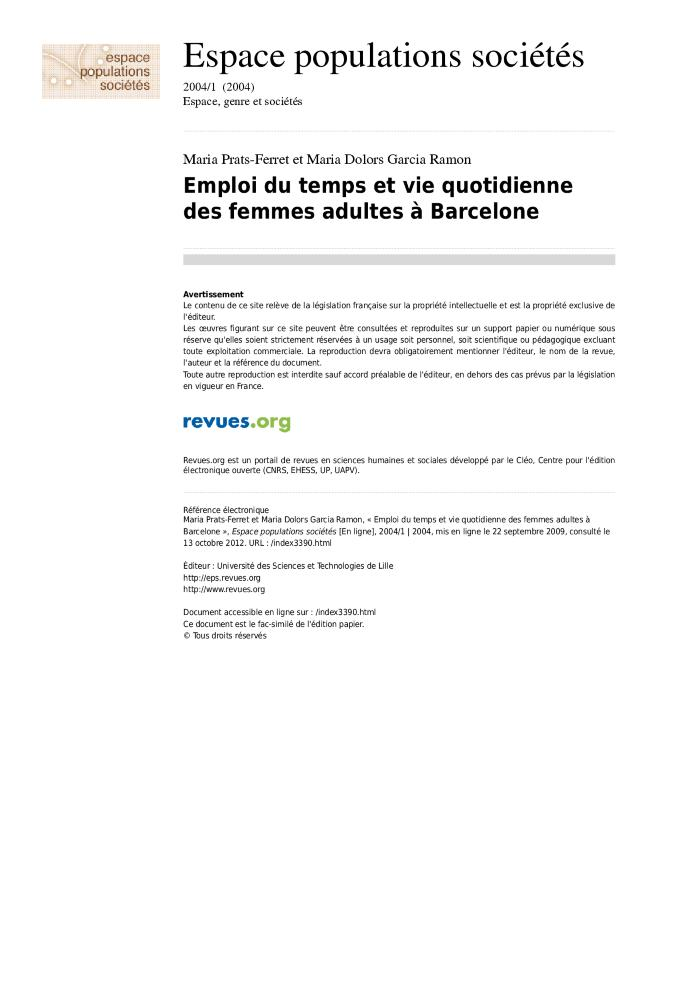 espace
populations
sociétés
Espace populations sociétés
2004/1 (2004)
Espace, genre et sociétés
Maria Prats-Ferret et Maria Dolors Garcia Ramon
Emploi du temps et vie quotidienne
des femmes adultes à Barcelone
Avertissement
Le contenu de ce site relève de la législation française sur la propriété intellectuelle et est la propriété exclusive de
l'éditeur.
Les œuvres figurant sur ce site peuvent être consultées et reproduites sur un support papier ou numérique sous
réserve qu'elles soient strictement réservées à un usage soit personnel, soit scientifique ou pédagogique excluant
toute exploitation commerciale. La reproduction devra obligatoirement mentionner l'éditeur, le nom de la revue,
l'auteur et la référence du document.
Toute autre reproduction est interdite sauf accord préalable de l'éditeur, en dehors des cas prévus par la législation
en vigueur en France.
revues.org
Revues.org est un portail de revues en sciences humaines et sociales développé par le Cléo, Centre pour l'édition
électronique ouverte (CNRS, EHESS, UP, UAPV).
Référence électronique
Maria Prats-Ferret et Maria Dolors Garcia Ramon, « Emploi du temps et vie quotidienne des femmes adultes à
Barcelone », Espace populations sociétés [En ligne], 2004/1 | 2004, mis en ligne le 22 septembre 2009, consulté le
13 octobre 2012. URL : /index3390.html
Éditeur : Université des Sciences et Technologies de Lille
http://eps.revues.org
http://www.revues.org
Document accessible en ligne sur : /index3390.html
Ce document est le fac-similé de l'édition papier.
© Tous droits réservés